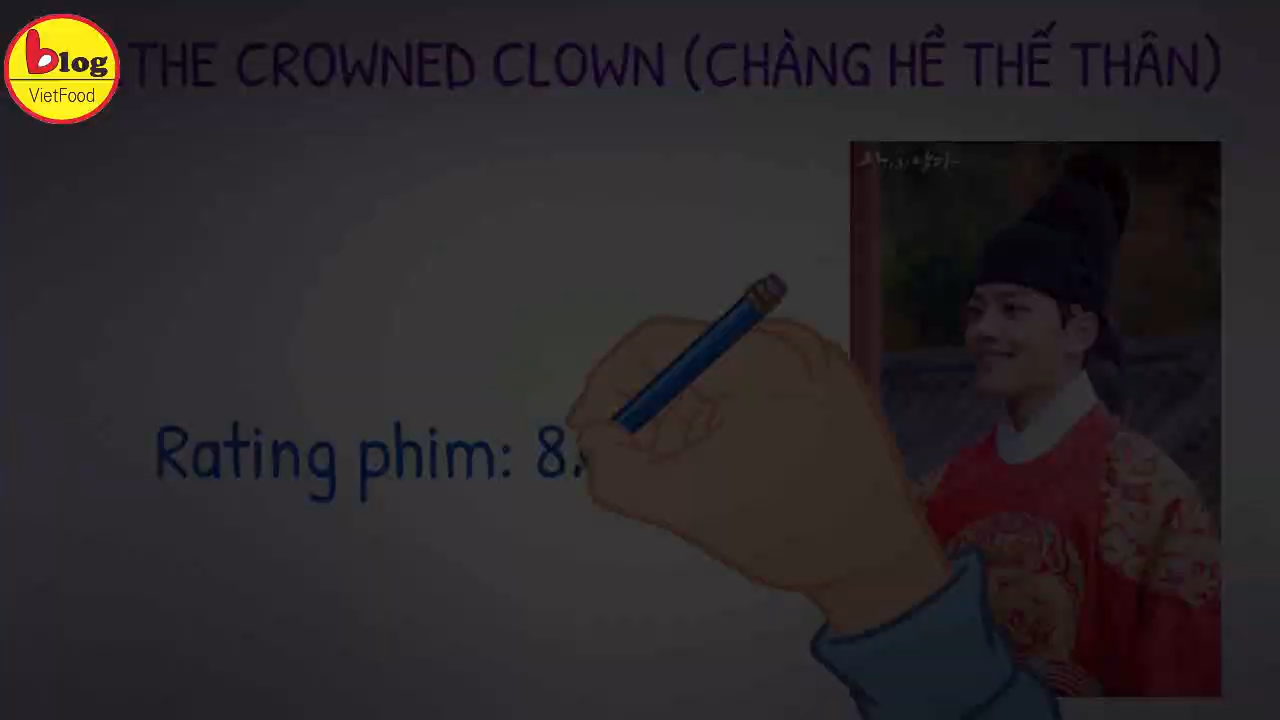 blog
VietFood
THE CROWNED CLOWN (CHÀNG HỀ THẾ THÂN)
Rating phim: 8.